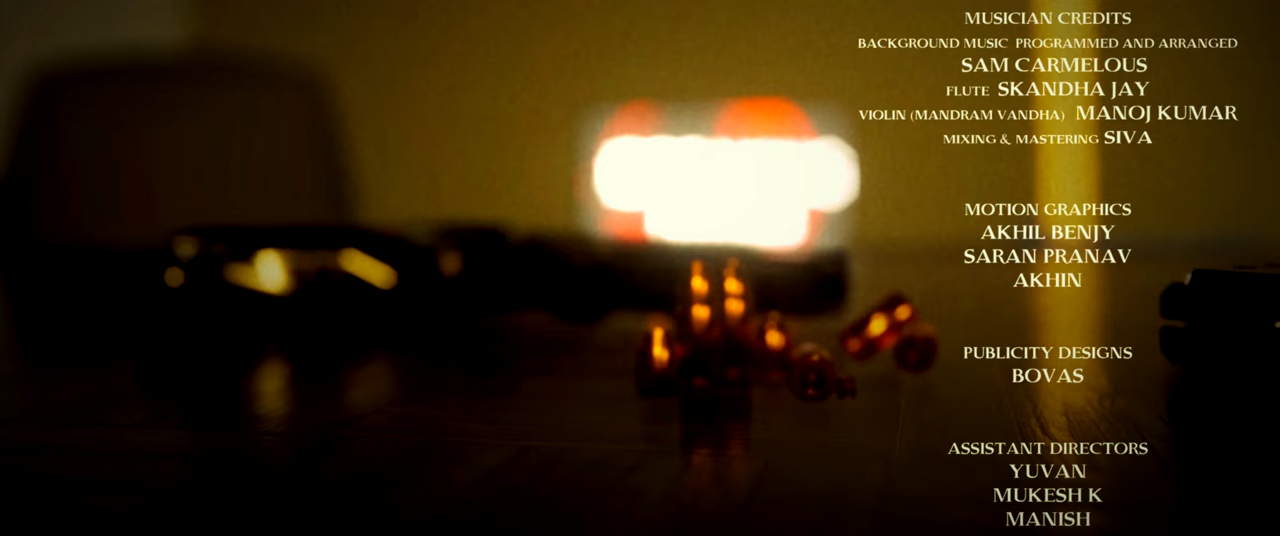 MUSICIAN CREDITS
BACKGROUND MUSIC PROGRAMMED AND ARRANGED
SAM CARMELOUS
FLUTE SKANDHA JAY
VIOLIN (MANDRAM VANDHA) MANOJ KUMAR
MIXING & MASTERING SIVA
MOTION GRAPHICS
AKHIL BENJY
SARAN PRANAV
AKHIN
PUBLICITY DESIGNS
BOVAS
ASSISTANT DIRECTORS
YUVAN
MUKESH K
MANISH